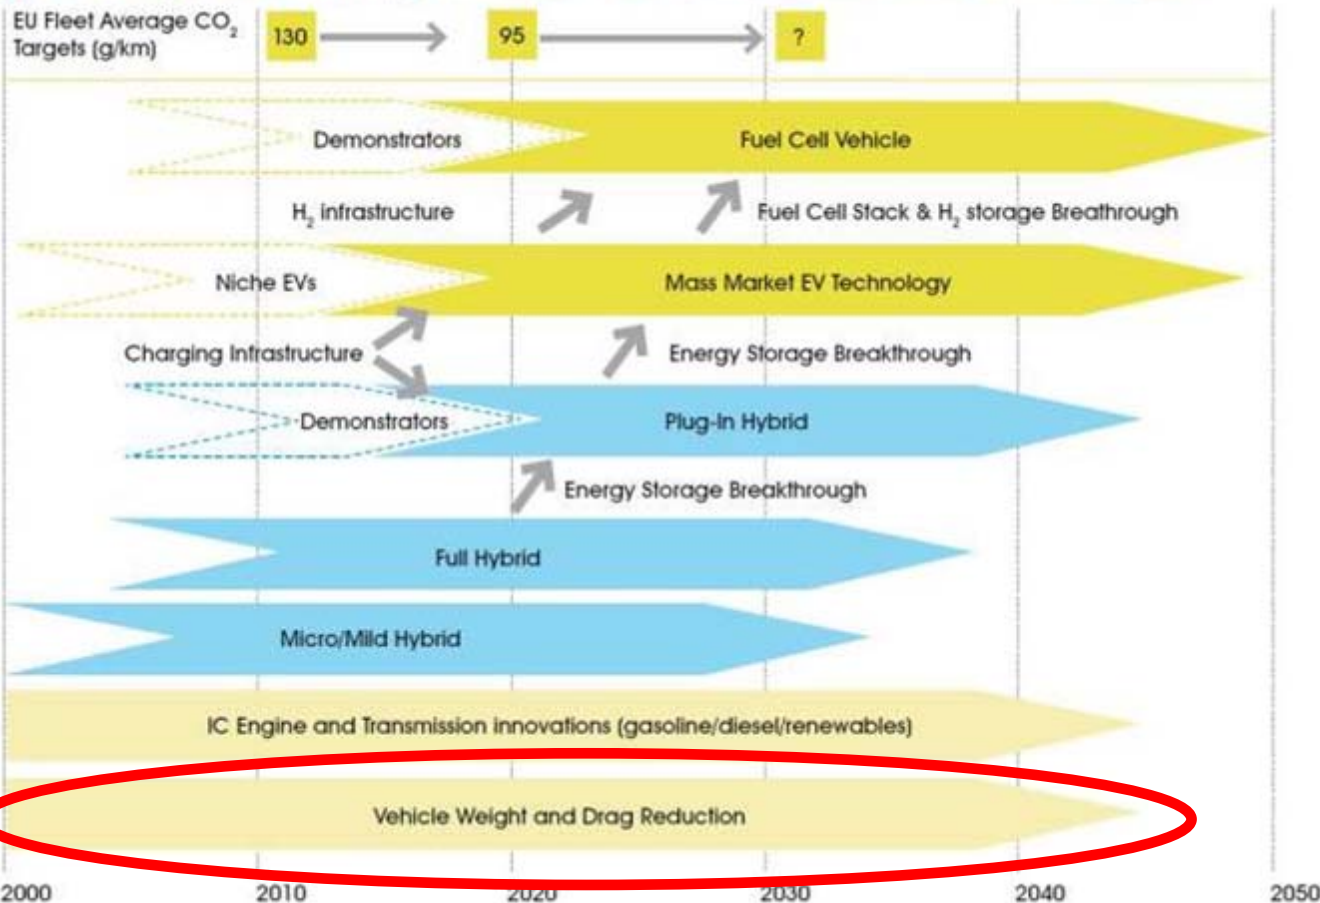 EU Fleet Average CO2
Targets (g/km)
130
95
?
Demonstrators
Fuel Cell Vehicle
H2 infrastructure
Fuel Cell Stack & H2 storage Breathrough
Niche EVs
Mass Market EV Technology
Charging Infrastructure
Energy Storage Breakthrough
Demonstrators
Plug-In Hybrid
Energy Storage Breakthrough
Full Hybrid
Micro/Mild Hybrid
IC Engine and Transmission innovations (gasoline/diesel/renewables)
Vehicle Weight and Drag Reduction
2000 2010 2020 2030 2040 2050